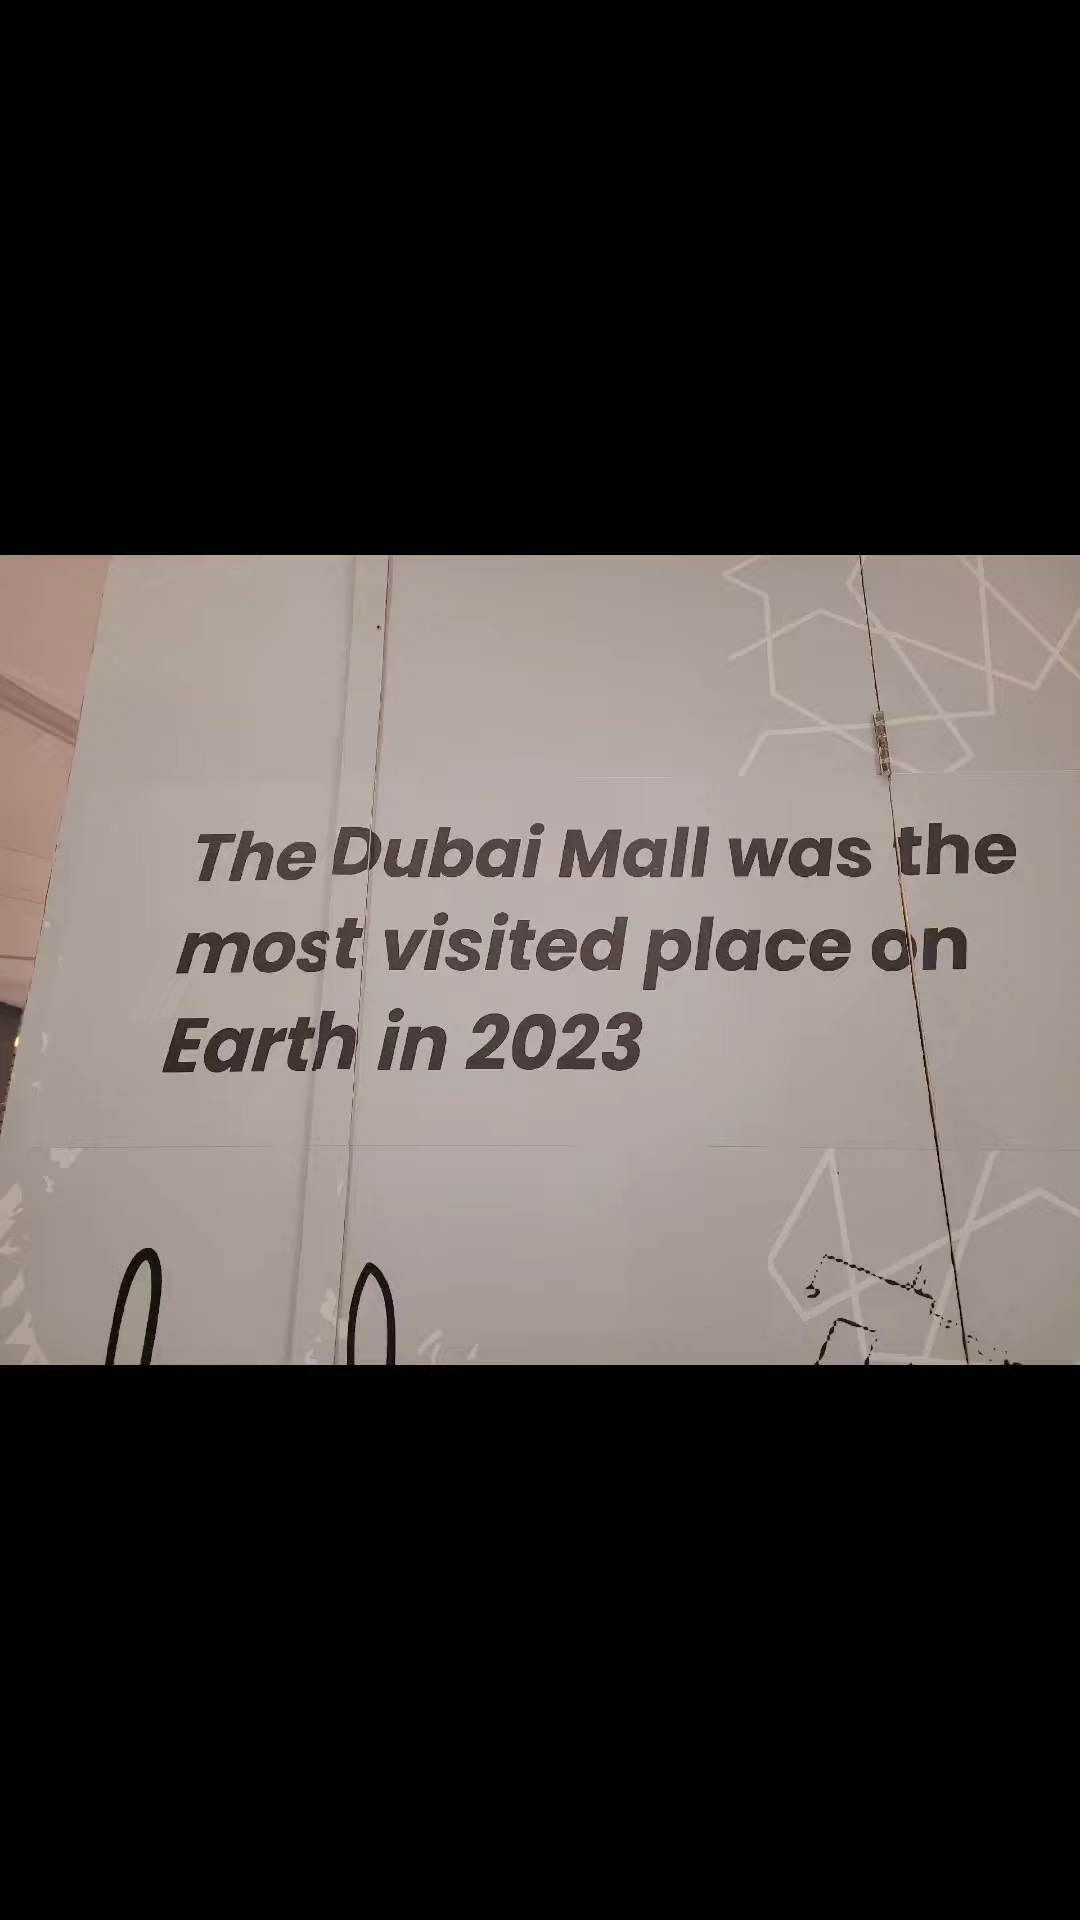 The Dubai Mall was the
most visited place on
Earth in 2023